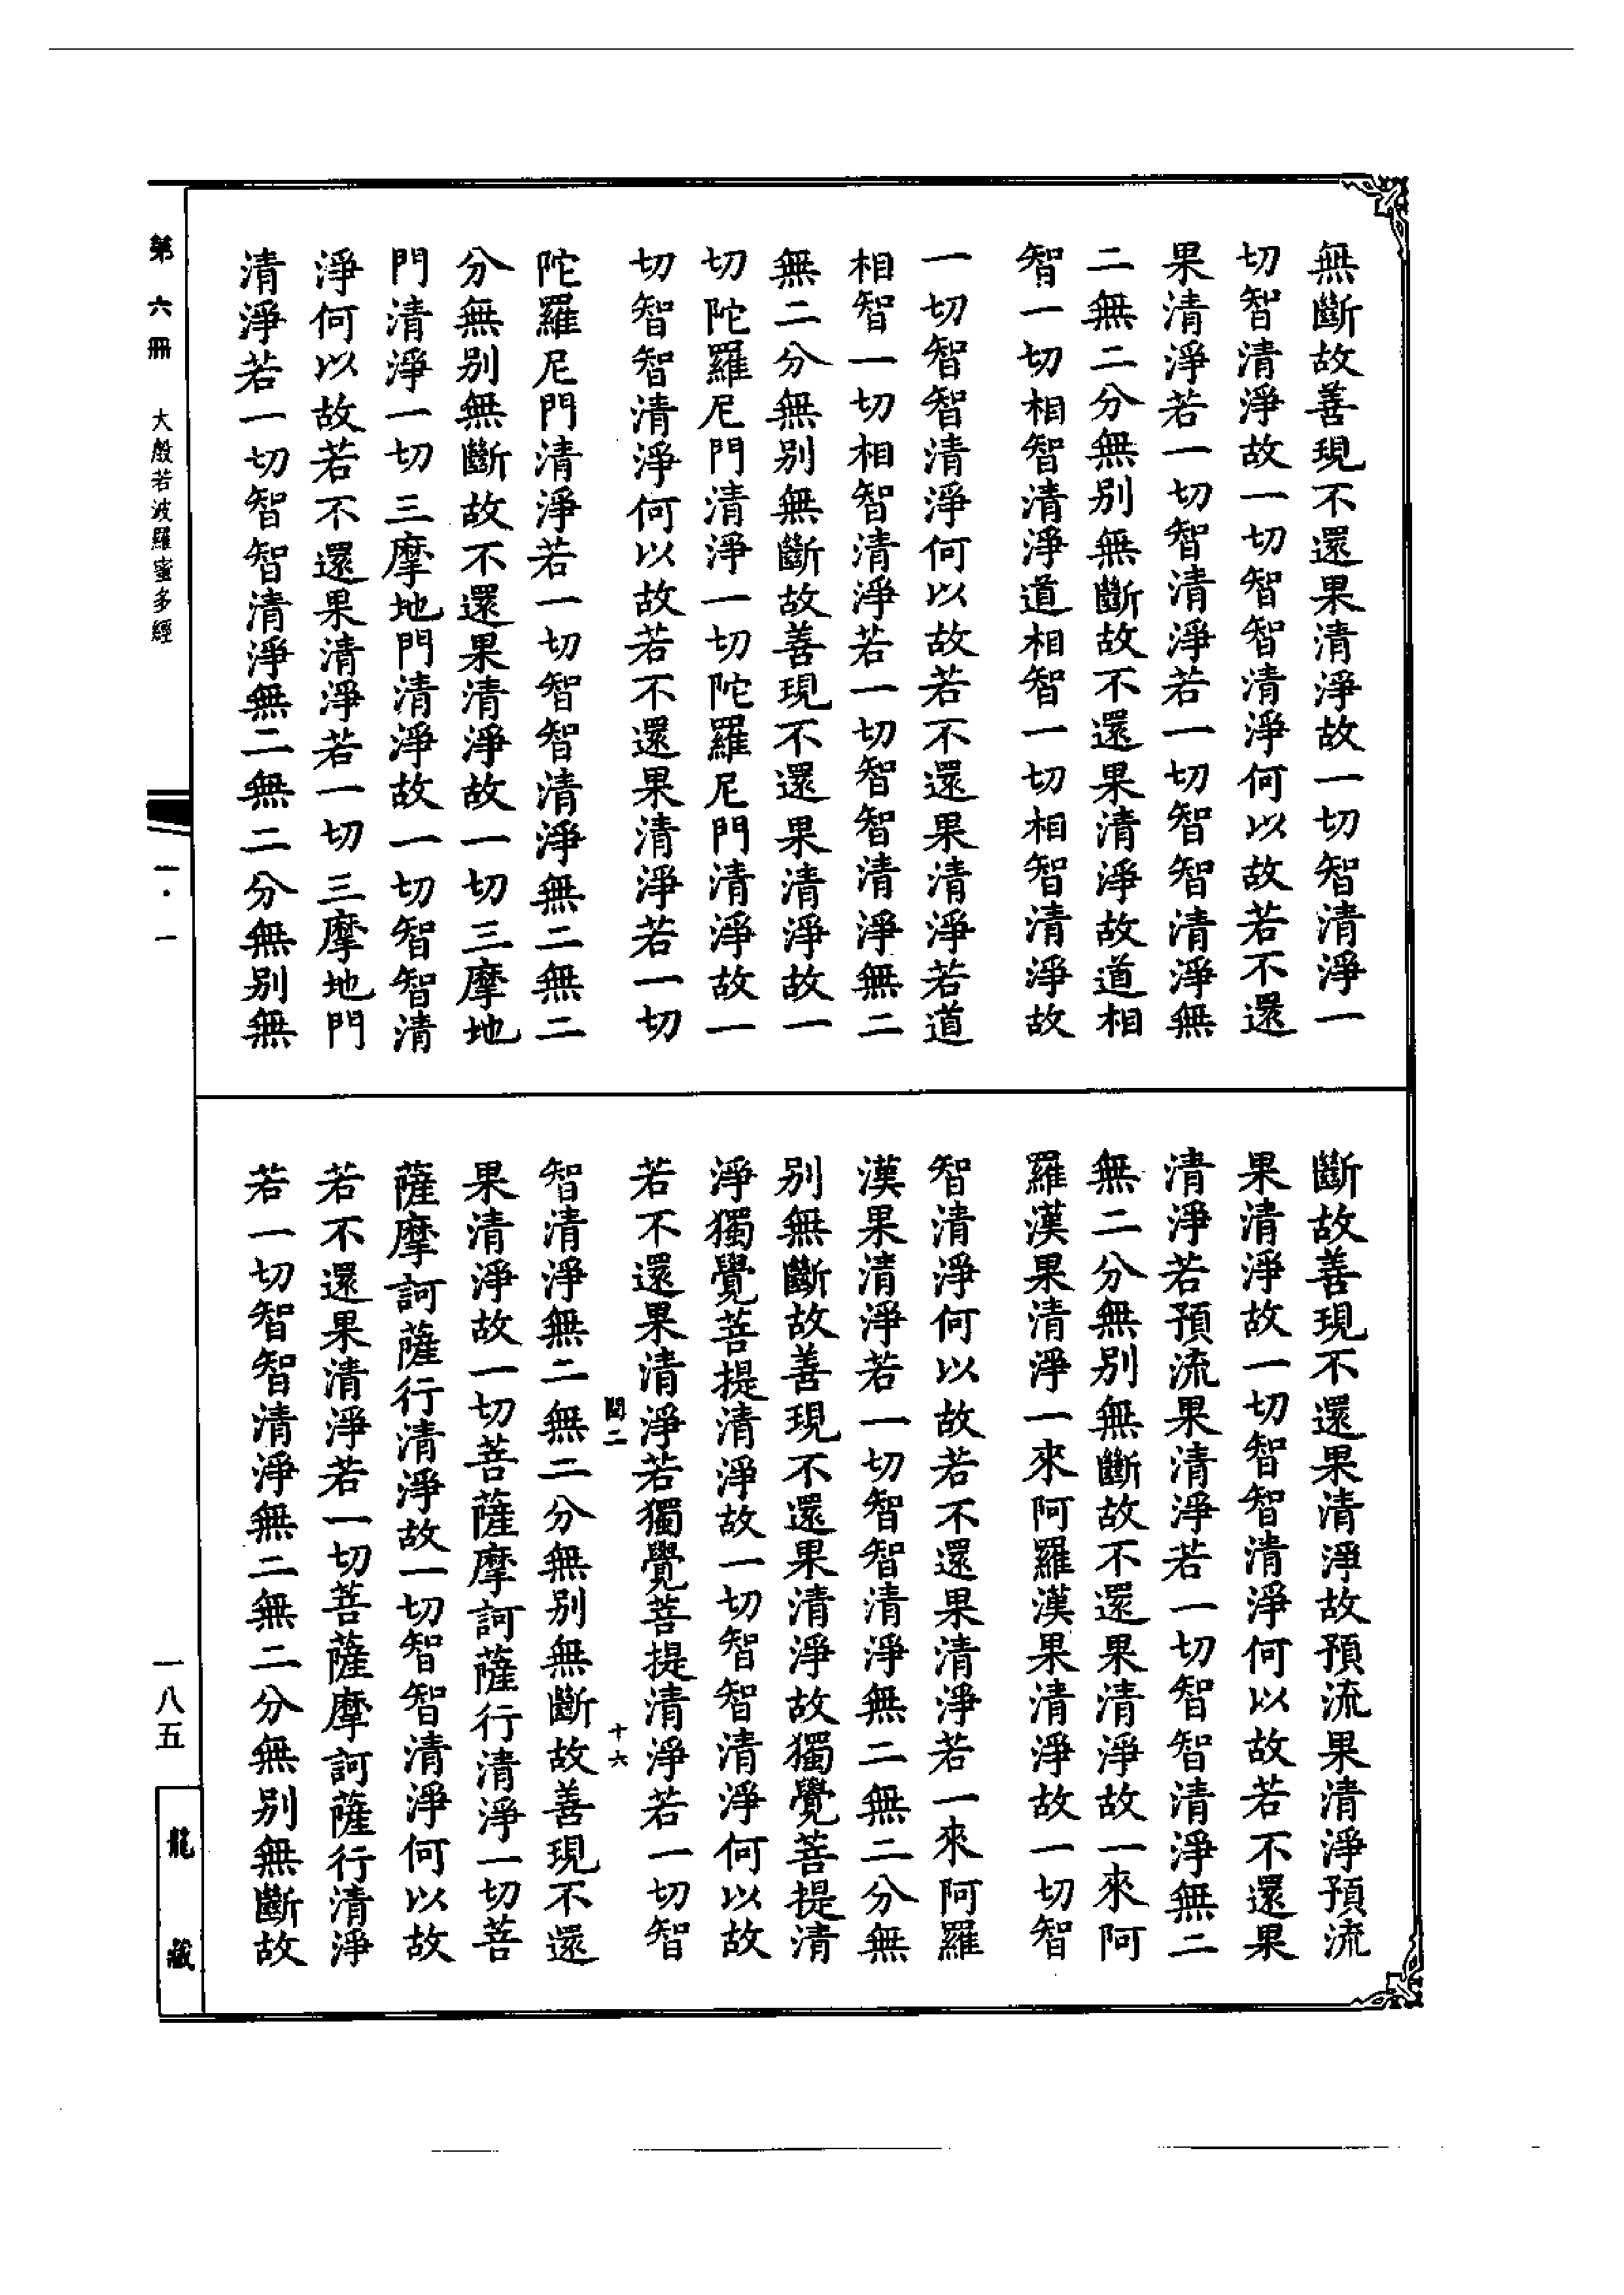 無斷故善現不還果清淨故一切智清淨一
切智清淨故一切智智清淨何以故若不還
果清淨若一切智清淨若一切智智清淨無
二無二分無別無斷故不還果清淨故道相
智一切相智清淨道相智一切相智清淨故
一切智智清淨何以故若不還果清淨若道
相智一切相智清淨若一切智智清淨無二
無二分無別無斷故善現不還果清淨故一
切陀羅尼門清淨一切陀羅尼門清淨故一
切智智清淨何以故若不還果清淨若一切
陀羅尼門清淨若一切智智清淨無二無二
分無別無斷故不還果清淨故一切三摩地
門清淨一切三摩地門清淨故一切智智清
淨何以故若不還果清淨若一切三摩地門
清淨若一切智智清淨無二無二分無別無
斷故善現不還果清淨故預流果清淨預流
果清淨故一切智智清淨何以故若不還果
清淨若預流果清淨若一切智智清淨無二
無二分無別無斷故不還果清淨故一來阿
羅漢果清淨一來阿羅漢果清淨故一切智
智清淨何以故若不還果清淨若一來阿羅
漢果清淨若一切智智清淨無二無二分無
別無斷故善現不還果清淨故獨覺菩提清
淨獨覺菩提清淨故一切智智清淨何以故
若不還果清淨若獨覺菩提清淨若一切智
閏二 十六
智清淨無二無二分無別無斷故善現不還
果清淨故一切菩薩摩訶薩行清淨一切菩
薩摩訶薩行清淨故一切智智清淨何以故
若不還果清淨若一切菩薩摩訶薩行清淨
若一切智智清淨無二無二分無別無斷故
第六冊 大般若波羅蜜多經
一·一
一八五
龍藏